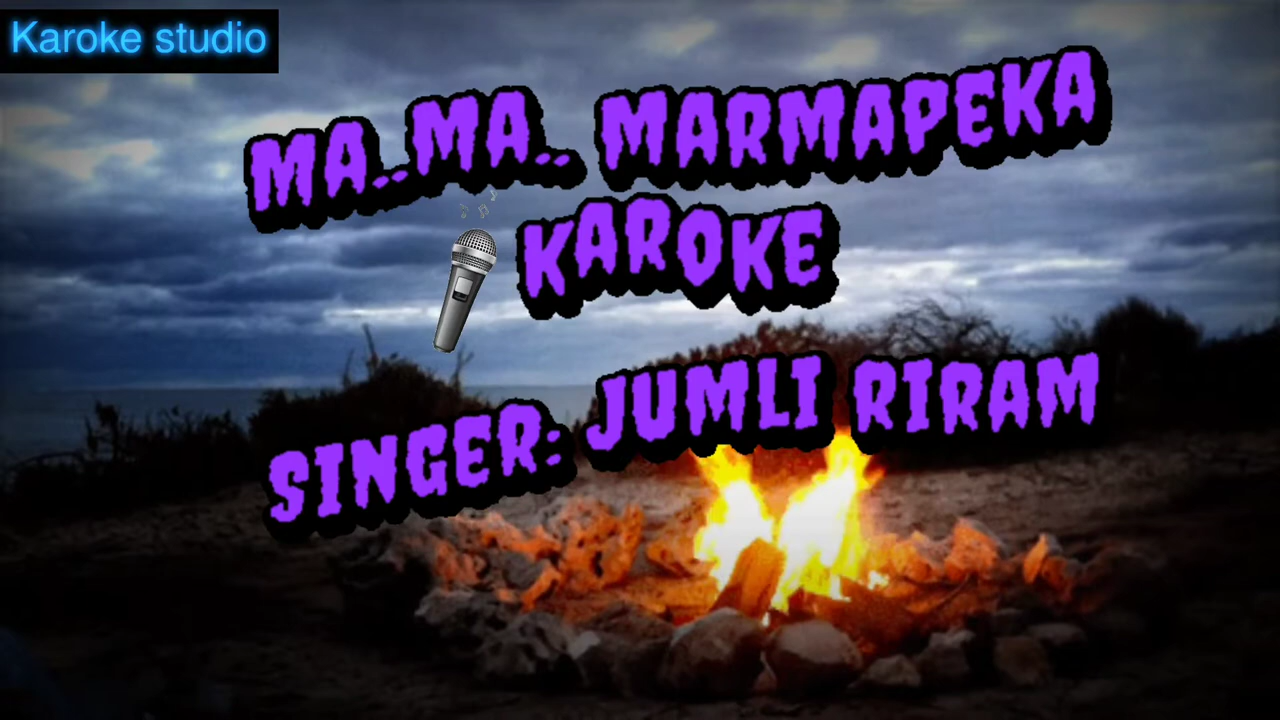 Karoke studio
MA..MA.. MARMAPEKA
KAROKE
SINGER: JUMLI RIRAM